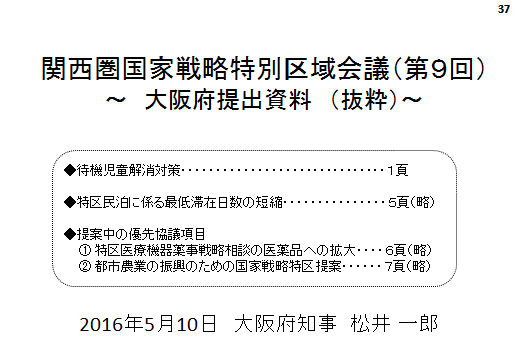 37
関西圏国家戦略特別区域会議（第９回）
～　大阪府提出資料　（抜粋）～
◆待機児童解消対策・・・・・・・・・・・・・・・・・・・・・・・・・・・・・・１頁
◆特区民泊に係る最低滞在日数の短縮・・・・・・・・・・・・・・・５頁（略）
◆提案中の優先協議項目
① 特区医療機器薬事戦略相談の医薬品への拡大・・・・６頁（略）
② 都市農業の振興のための国家戦略特区提案・・・・・・７頁（略）
2016年５月10日　大阪府知事　松井 一郎